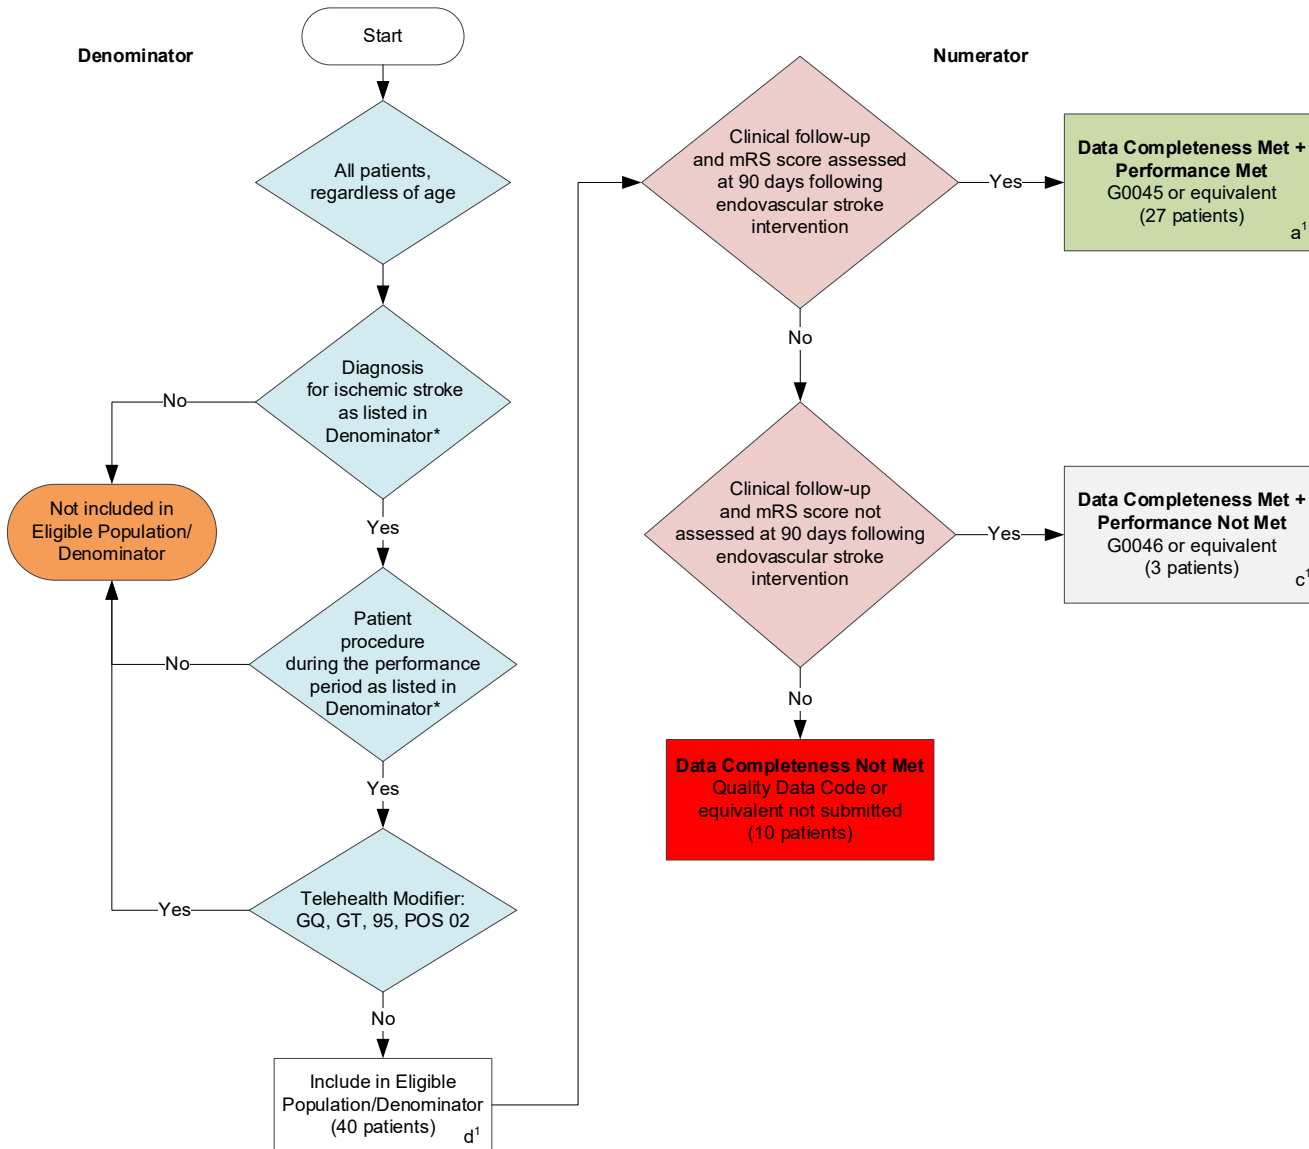 Denominator
Start
All patients,
regardless of age
Diagnosis
for ischemic stroke
as listed in
Denominator*
No
Yes
Not included in
Eligible Population/
Denominator
Patient
procedure
during the performance
period as listed in
Denominator*
No
Yes
Telehealth Modifier:
GQ, GT, 95, POS 02
Yes
No
Include in Eligible
Population/Denominator
(40 patients)
d¹
Numerator
Clinical follow-up
and mRS score assessed
at 90 days following
endovascular stroke
intervention
Yes
Data Completeness Met +
Performance Met
G0045 or equivalent
(27 patients)
a¹
No
Clinical follow-up
and mRS score not
assessed at 90 days following
endovascular stroke
intervention
Yes
Data Completeness Met +
Performance Not Met
G0046 or equivalent
(3 patients)
c¹
No
Data Completeness Not Met
Quality Data Code or
equivalent not submitted
(10 patients)